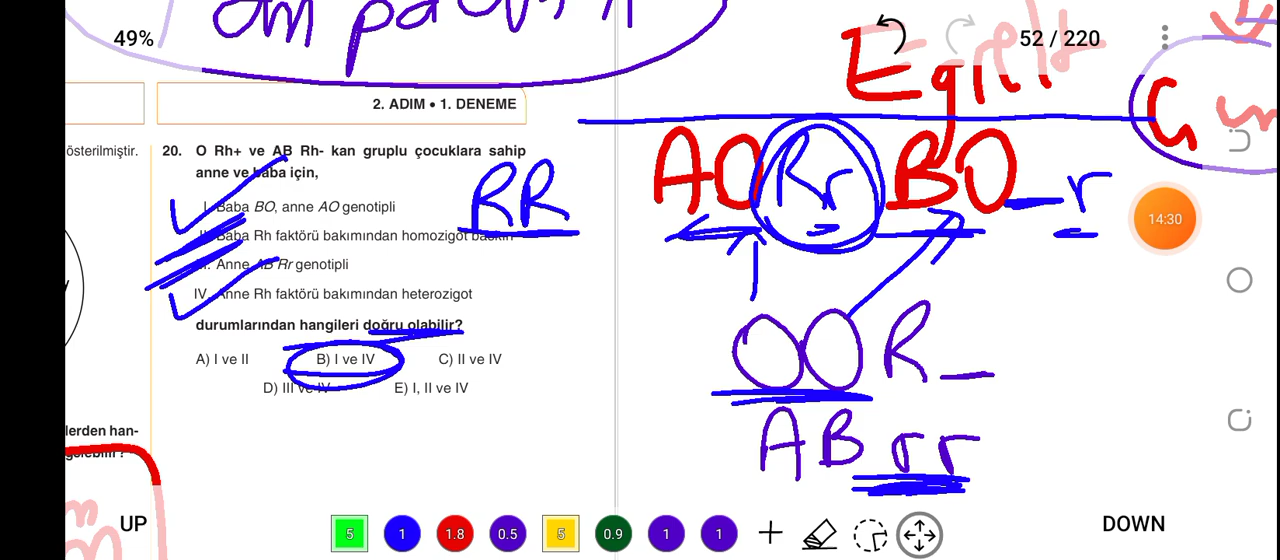 49%
52 / 220
Eğilt
2. ADIM • 1. DENEME
österilmiştir.
20. O Rh+ ve AB Rh- kan gruplu çocuklara sahip
anne ve baba için,
RR
AO Rr BO _r
I. Baba BO, anne AO genotipli
Baba Rh faktörü bakımından homozigot baskın
Anne AB Rr genotipli
IV. Anne Rh faktörü bakımından heterozigot
durumlarından hangileri doğru olabilir?
A) I ve II B) I ve IV C) II ve IV
D) III ve IV E) I, II ve IV
OO R_
AB rr
lerden han-
14:30
UP
DOWN
5 1 1.8 0.5 5 0.9 1 1